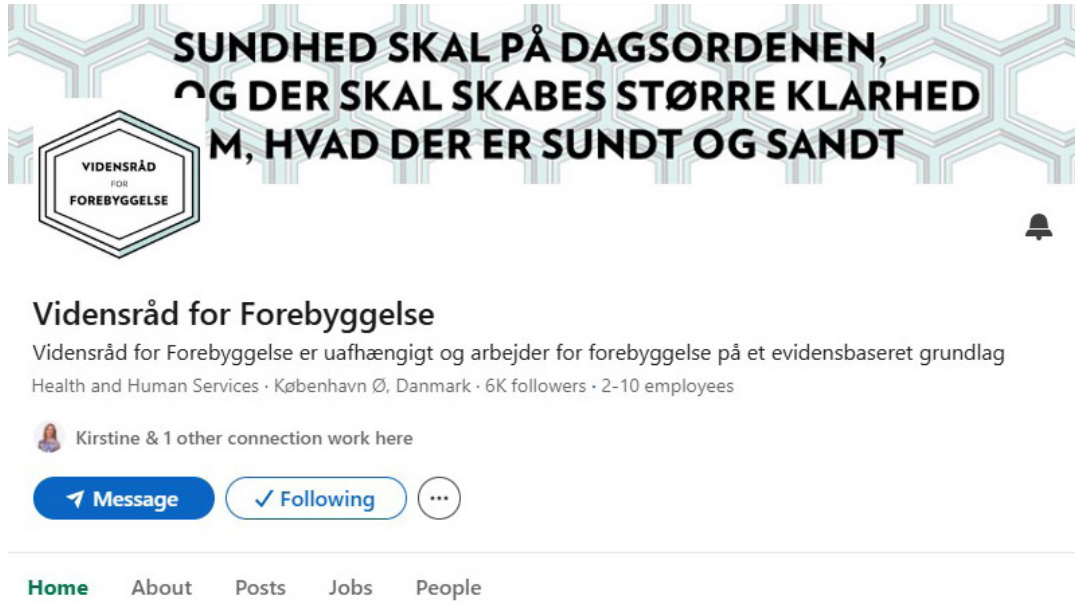 SUNDHED SKAL PÅ DAGSORDENEN,
OG DER SKAL SKABES STØRRE KLARHED
M, HVAD DER ER SUNDT OG SANDT
VIDENSRÅD
FOR
FOREBYGGELSE
Vidensråd for Forebyggelse
Vidensråd for Forebyggelse er uafhængigt og arbejder for forebyggelse på et evidensbaseret grundlag
Health and Human Services · København Ø, Danmark · 6K followers · 2-10 employees
Kirstine & 1 other connection work here
Message
Following
Home About Posts Jobs People